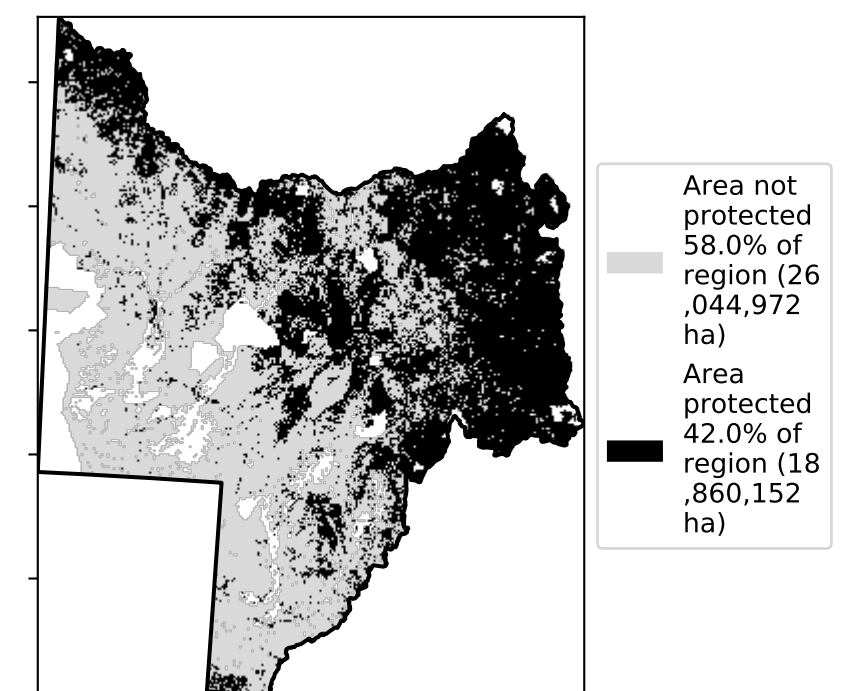 Area not
protected
58.0% of
region (26
,044,972
ha)
Area
protected
42.0% of
region (18
,860,152
ha)